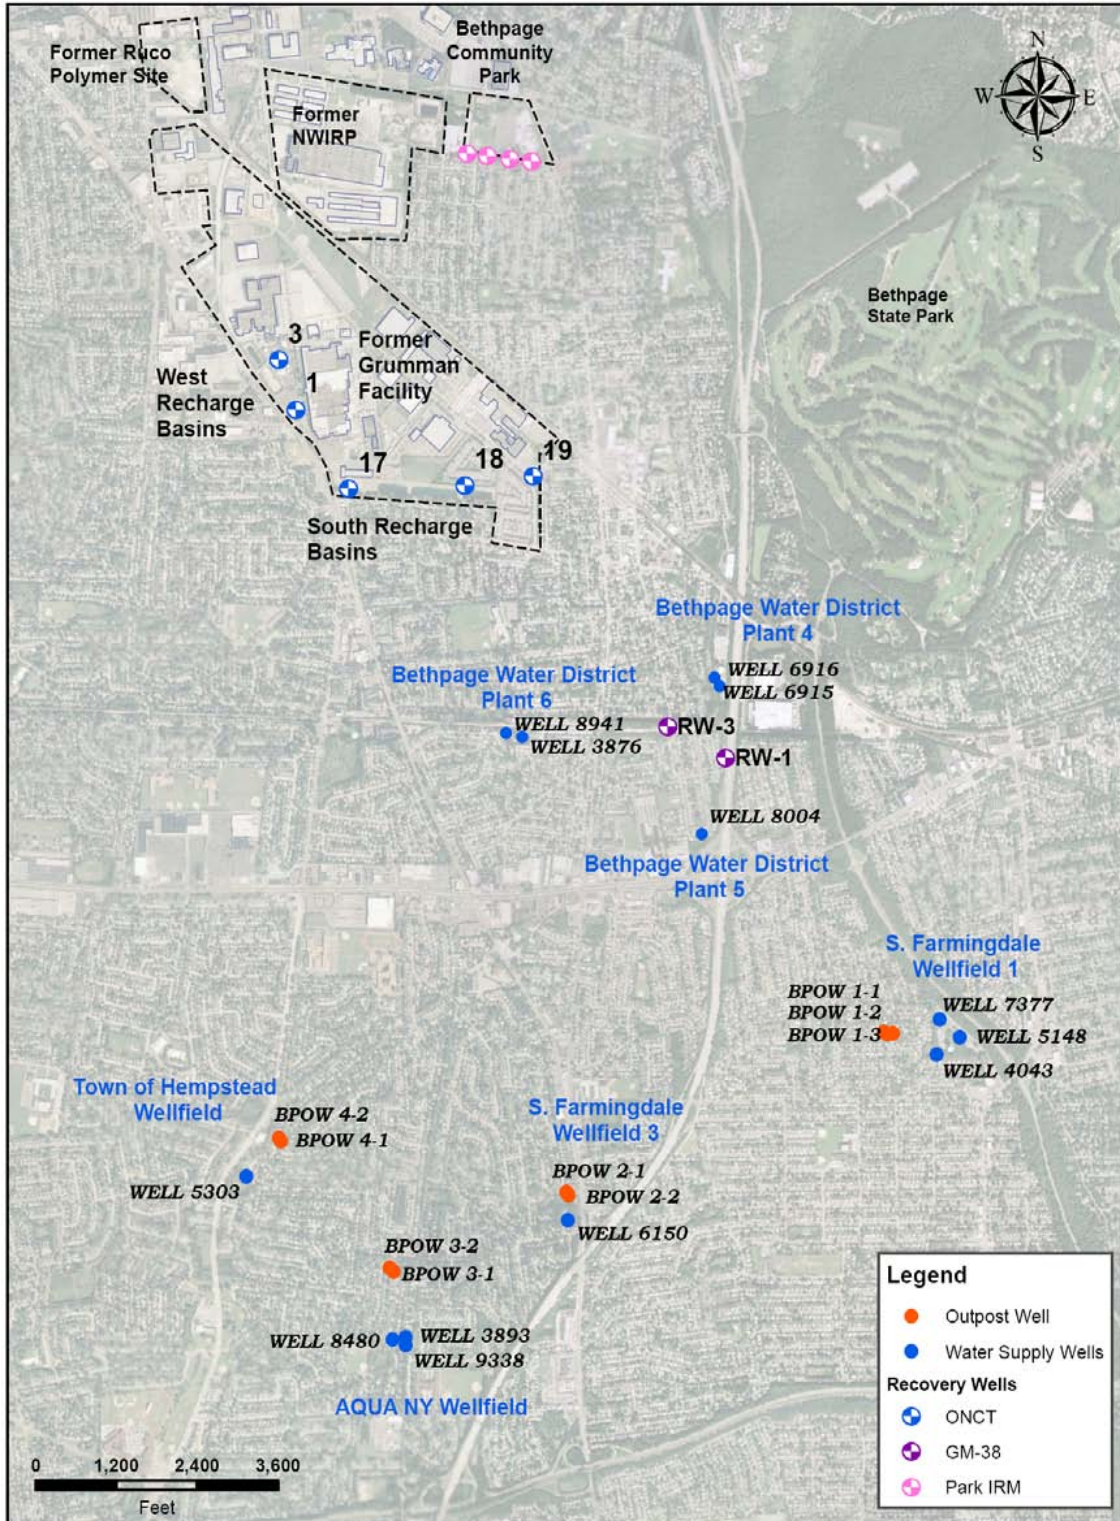 Former Ruco
Polymer Site
Bethpage
Community
Park
N
W
E
S
Former
NWIRP
Bethpage
State Park
3
Former
Grumman
Facility
West
Recharge
Basins
1
17
18
19
South Recharge
Basins
Bethpage Water District
Plant 4
WELL 6916
WELL 6915
Bethpage Water District
Plant 6
WELL 8941
WELL 3876
RW-3
RW-1
WELL 8004
Bethpage Water District
Plant 5
S. Farmingdale
Wellfield 1
BPOW 1-1
BPOW 1-2
BPOW 1-3
WELL 7377
WELL 5148
WELL 4043
Town of Hempstead
Wellfield
BPOW 4-2
BPOW 4-1
WELL 5303
S. Farmingdale
Wellfield 3
BPOW 2-1
BPOW 2-2
WELL 6150
BPOW 3-2
BPOW 3-1
WELL 8480
WELL 3893
WELL 9338
AQUA NY Wellfield
Legend
Outpost Well
Water Supply Wells
Recovery Wells
ONCT
GM-38
Park IRM
0 1,200 2,400 3,600
Feet